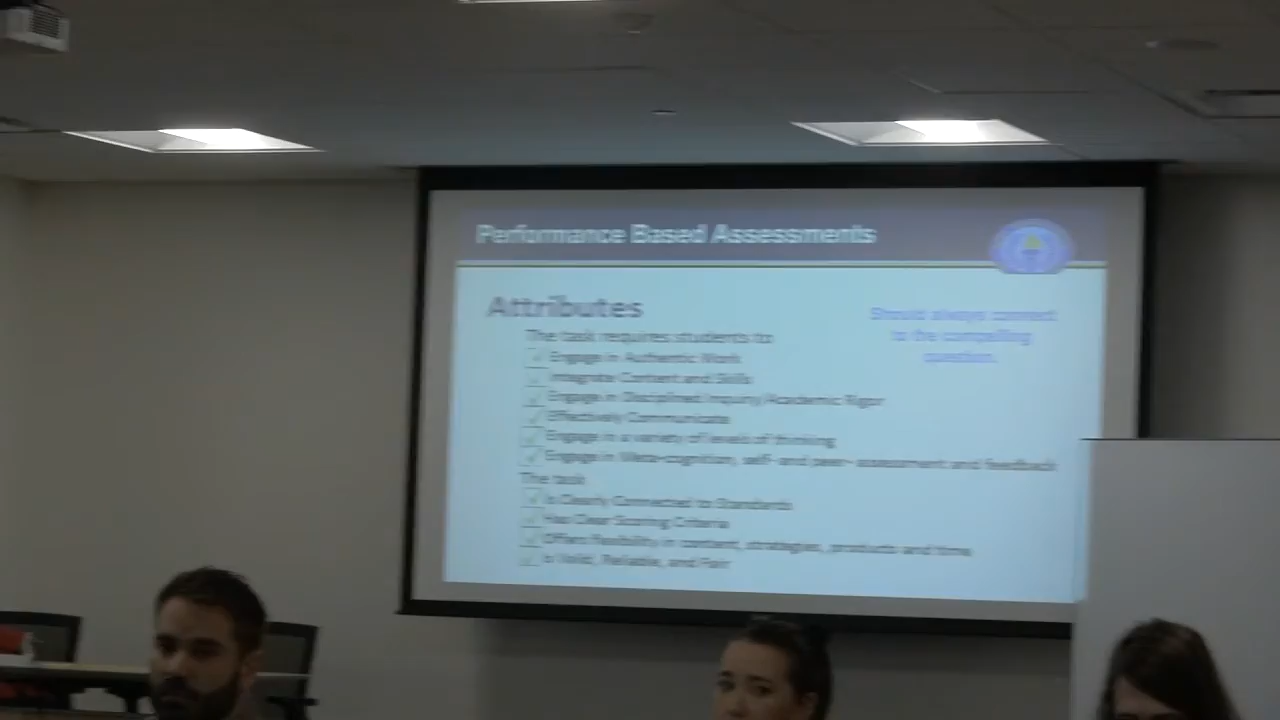 Performance Based Assessments
Attributes
Should always connect
to the compelling
question.
The task requires students to
Engage in Authentic Work
Integrate Content and Skills
Engage in Disciplined Inquiry/Academic Rigor
Effectively Communicate
Engage in a variety of levels of thinking
Engage in Meta-cognition, self- and peer- assessment and feedback
The task
Is Clearly Connected to Standards
Has Clear Scoring Criteria
Offers flexibility in content, strategies, products and time
Is Valid, Reliable, and Fair